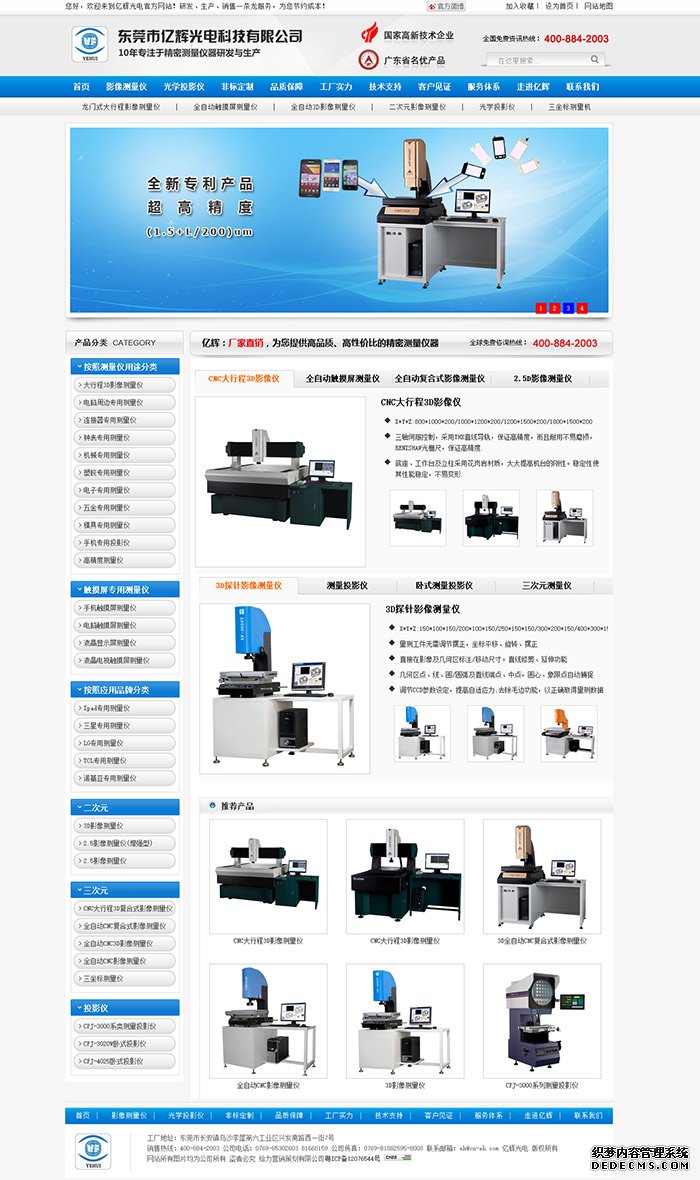 您好，欢迎来到亿辉光电官方网站！研发、生产、销售一条龙服务，为您节约成本！ 官方微博 加入收藏 | 设为首页 | 网站地图
YEHUI
东莞市亿辉光电科技有限公司
10年专注于精密测量仪器研发与生产
国家高新技术企业
广东省名优产品
全国免费资讯热线： 400-884-2003
在这里搜索...
首页 影像测量仪 光学投影仪 非标定制 品质保障 工厂实力 技术支持 客户见证 服务体系 走进亿辉 联系我们
龙门式大行程影像测量仪 | 全自动触摸屏测量仪 | 全自动3D影像测量仪 | 二次元影像测量仪 | 光学投影仪 | 三坐标测量机
全新专利产品
超高精度
(1.5+L/200)um
1 2 3 4
产品分类 CATEGORY
亿辉：厂家直销，为您提供高品质、高性价比的精密测量仪器 全球免费咨询热线： 400-884-2003
按照测量仪用途分类
大行程3D影像测量仪
电脑周边专用测量仪
连接器专用测量仪
钟表专用测量仪
机械专用测量仪
塑胶专用测量仪
电子专用测量仪
五金专用测量仪
模具专用测量仪
手机专用投影仪
高精度测量仪
触摸屏专用测量仪
手机触摸屏测量仪
电脑触摸屏测量仪
液晶显示屏测量仪
液晶电视触摸屏测量仪
按照应用品牌分类
Ipad专用测量仪
三星专用测量仪
LG专用测量仪
TCL专用测量仪
诺基亚专用测量仪
二次元
3D影像测量仪
2.5影像测量仪(增强型)
2.5影像测量仪
三次元
CNC大行程3D复合式影像测量仪
全自动CNC复合式影像测量仪
全自动CNC3D影像测量仪
全自动CNC影像测量仪
三坐标测量仪
投影仪
CPJ-3000系类测量投影仪
CPJ-3020W卧式投影仪
CPJ-4025卧式投影仪
CNC大行程3D影像仪 全自动触摸屏测量仪 全自动复合式影像测量仪 2.5D影像测量仪
CNC大行程3D影像仪
X*Y*Z:800*1000*200/1000*1200*200/1200*1500*200/1800*1500*200
三轴伺服控制，采用THK直线导轨，保证高精度，而且耐用不易磨损，
RENISHAW光栅尺，保证高精度.
底座、工作台及立柱采用花岗岩材质，大大提高机台的刚性。稳定性使
其性能稳定，不易变形.
3D探针影像测量仪 测量投影仪 卧式测量投影仪 三次元测量仪
3D探针影像测量仪
X*Y*Z:150*100*150/200*100*150/250*150*150/300*200*150/400*300*15
量测工件无需调节摆正，坐标平移、旋转、摆正
直接在影像及几何区标注/移动尺寸。直线修剪、延伸功能
几何区点、线、圆/圆弧及直线端点、中点、圆心、象限点自动捕捉
调节CCD参数设定，提高自适应力.去除毛边功能，以正确取得量测数据
推荐产品
CNC大行程3D影像测量仪 CNC大行程3D影像测量仪 3D全自动CNC复合式影像测量仪
全自动CNC影像测量仪 3D影像测量仪 CPJ-3000系列测量投影仪
首页 | 影像测量仪 | 光学投影仪 | 非标定制 | 品质保障 | 工厂实力 | 技术支持 | 客户见证 | 服务体系 | 走进亿辉 | 联系我们
YEHUI
工厂地址：东莞市长安镇乌沙李屋第六工业区兴发南路西一街7号
销售热线：400-884-2003 公司电话：0769-85302603 81668159 公司传真：0769-81882595-6008 联系邮箱： 亿辉光电 版权所有
网站所有图片均为公司所有 盗者必究 给力营销策划有限公司粤ICP备12076544号
织梦内容管理系统
DEDECMS.COM